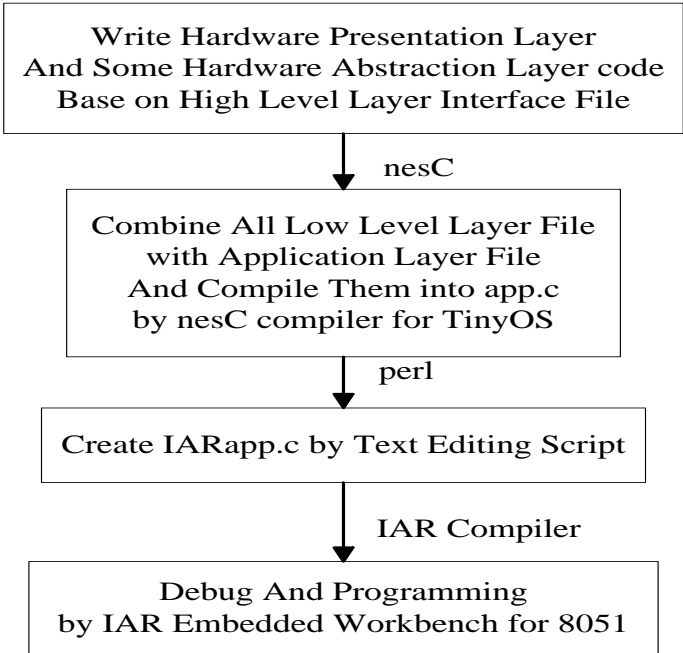 Write Hardware Presentation Layer
And Some Hardware Abstraction Layer code
Base on High Level Layer Interface File
nesC
Combine All Low Level Layer File
with Application Layer File
And Compile Them into app.c
by nesC compiler for TinyOS
perl
Create IARapp.c by Text Editing Script
IAR Compiler
Debug And Programming
by IAR Embedded Workbench for 8051